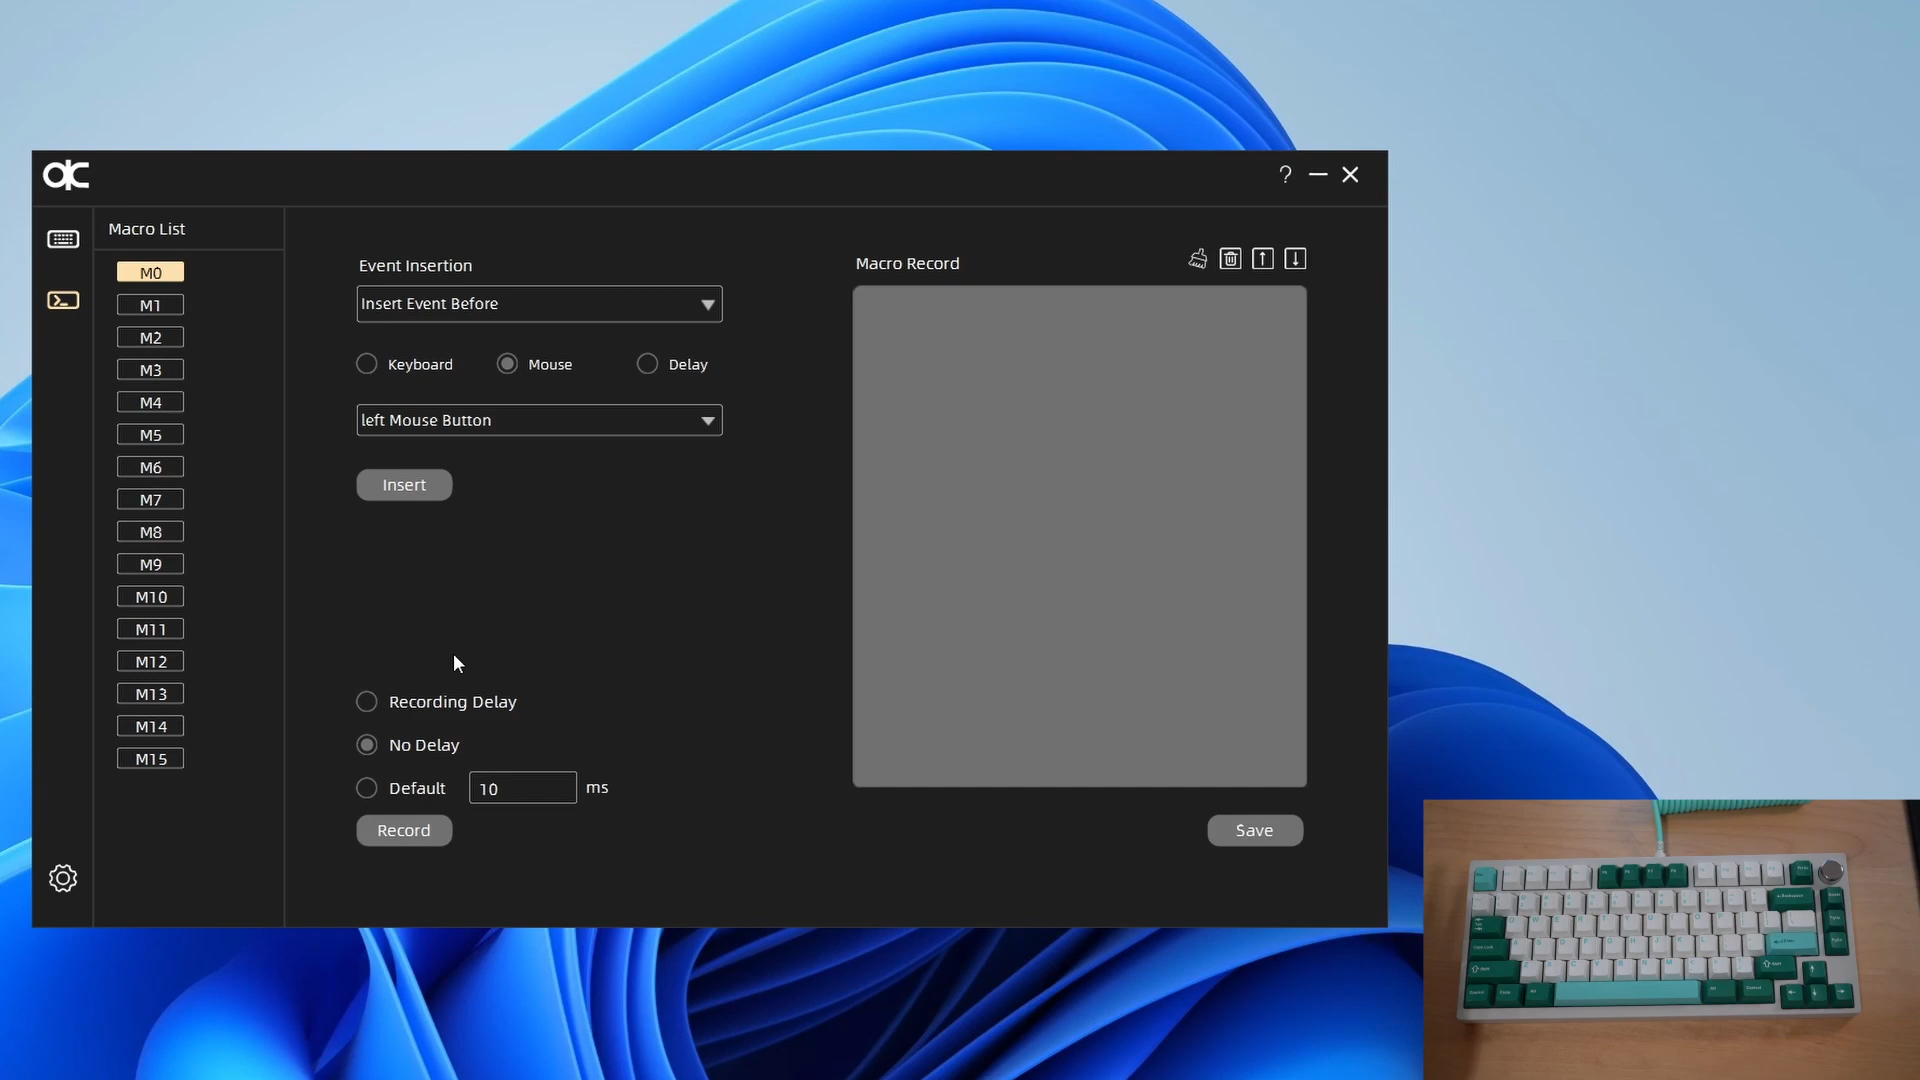 ?
Macro List
M0
M1
M2
M3
M4
M5
M6
M7
M8
M9
M10
M11
M12
M13
M14
M15
Event Insertion
Insert Event Before
Keyboard Mouse Delay
left Mouse Button
Insert
Recording Delay
No Delay
Default 10 ms
Record
Macro Record
Save